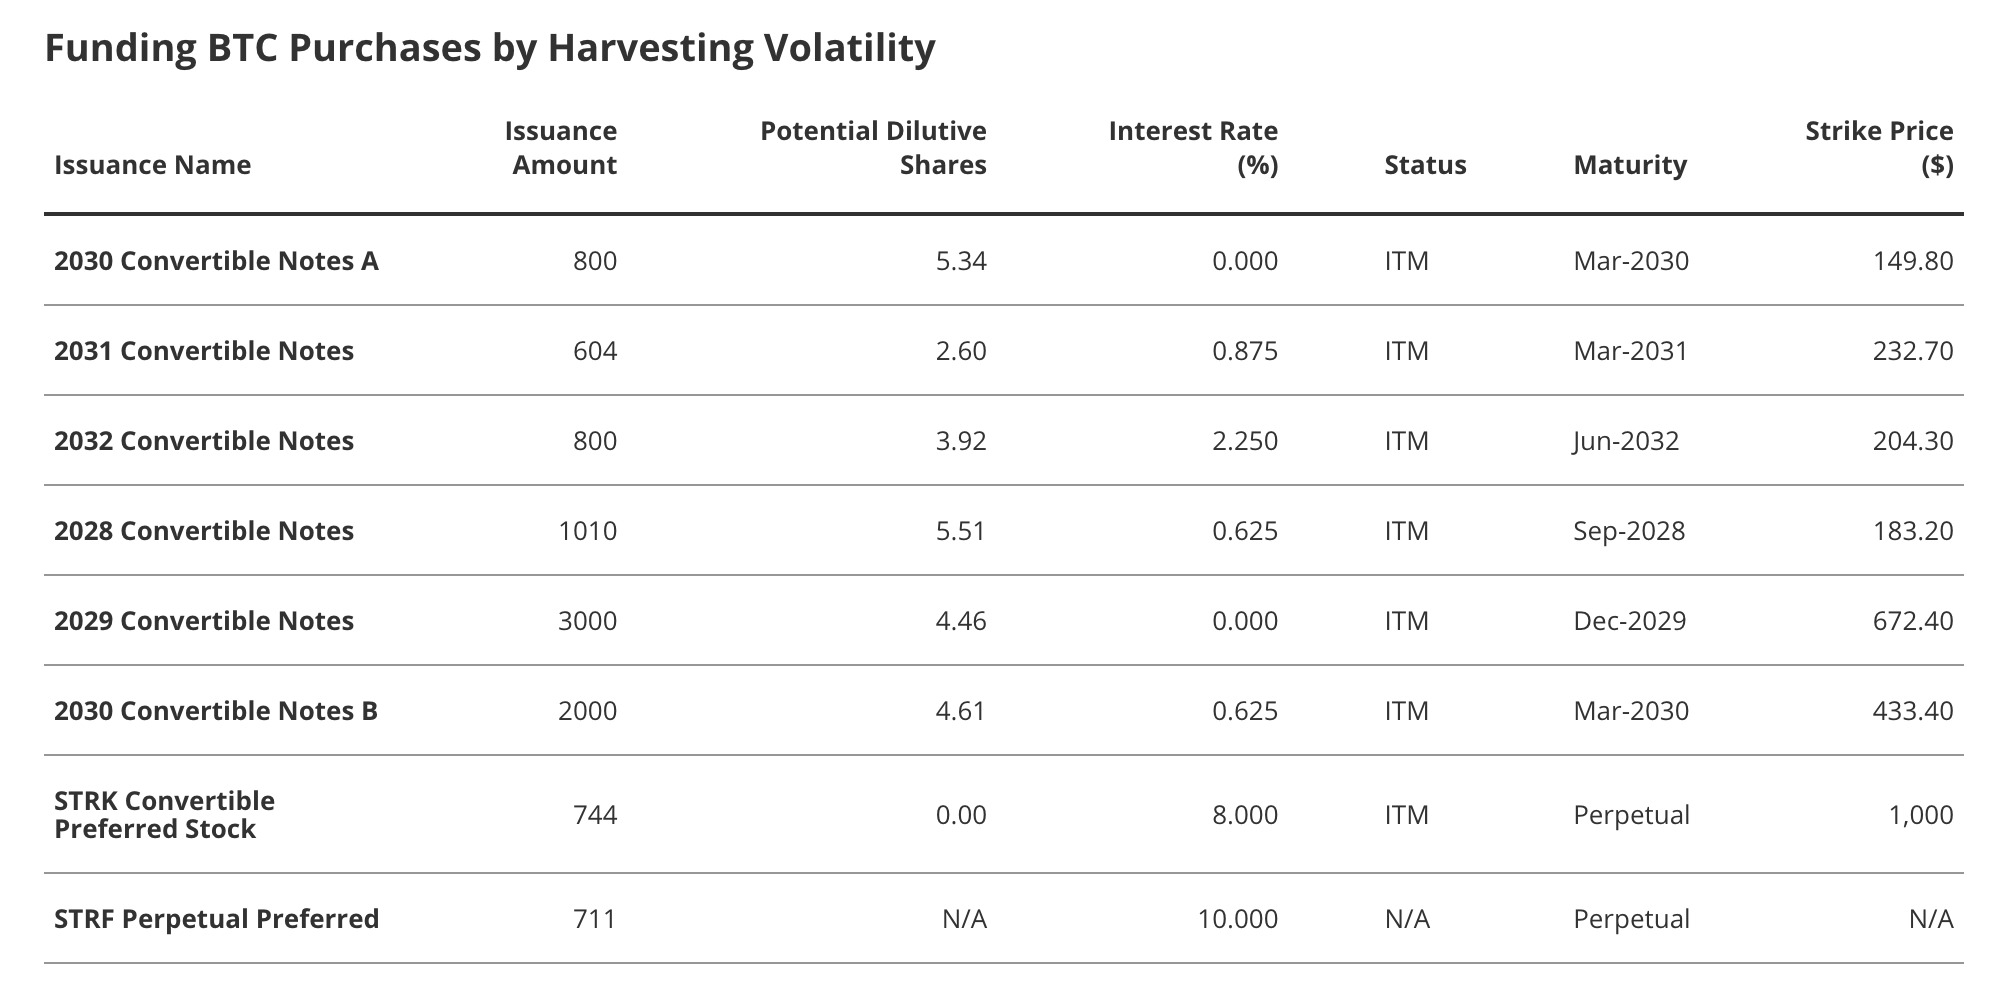 Funding BTC Purchases by Harvesting Volatility
Issuance Name Issuance Amount Potential Dilutive Shares Interest Rate (%) Status Maturity Strike Price ($)
2030 Convertible Notes A 800 5.34 0.000 ITM Mar-2030 149.80
2031 Convertible Notes 604 2.60 0.875 ITM Mar-2031 232.70
2032 Convertible Notes 800 3.92 2.250 ITM Jun-2032 204.30
2028 Convertible Notes 1010 5.51 0.625 ITM Sep-2028 183.20
2029 Convertible Notes 3000 4.46 0.000 ITM Dec-2029 672.40
2030 Convertible Notes B 2000 4.61 0.625 ITM Mar-2030 433.40
STRK Convertible Preferred Stock 744 0.00 8.000 ITM Perpetual 1,000
STRF Perpetual Preferred 711 N/A 10.000 N/A Perpetual N/A